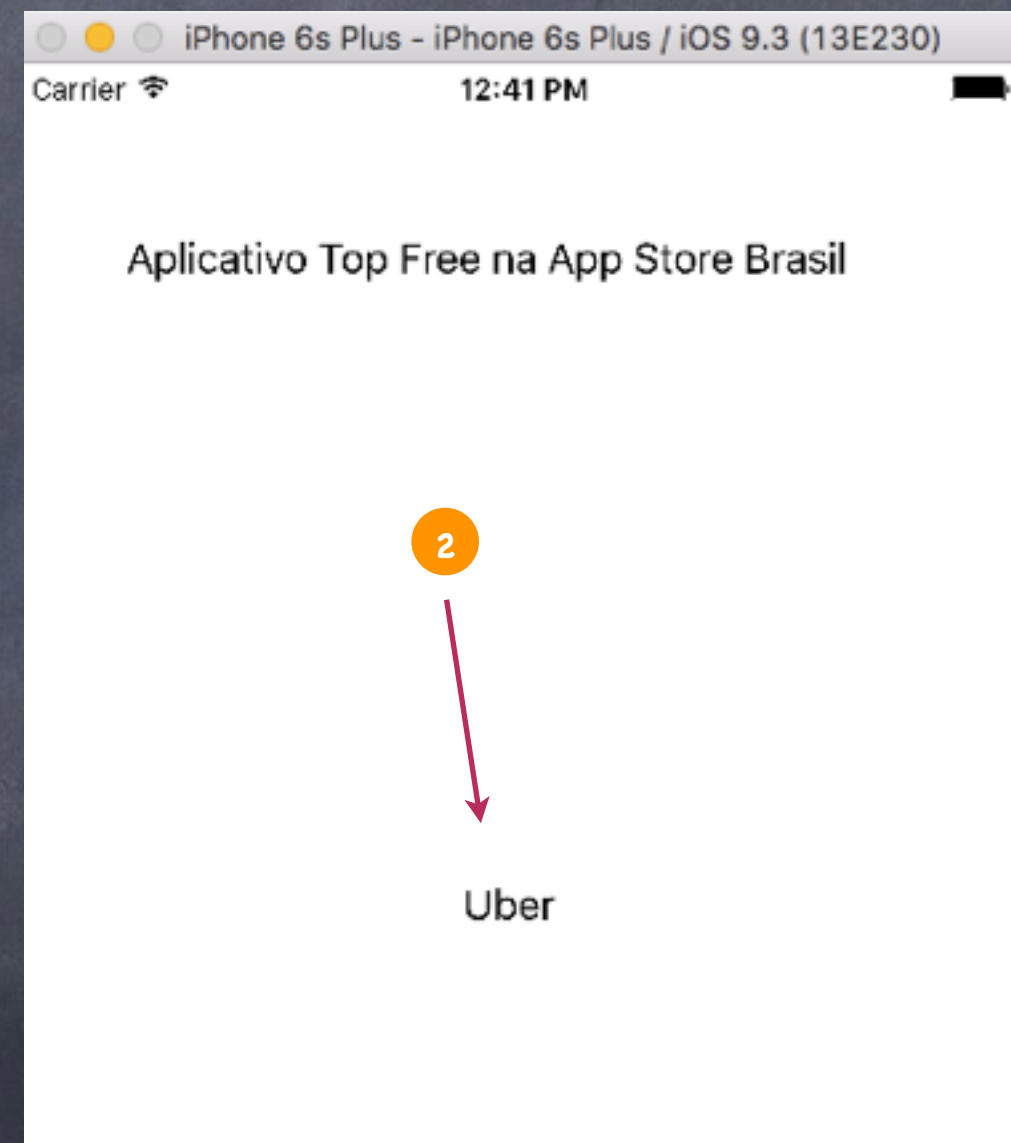 iPhone 6s Plus - iPhone 6s Plus / iOS 9.3 (13E230)
Carrier 12:41 PM
Aplicativo Top Free na App Store Brasil
2
Uber